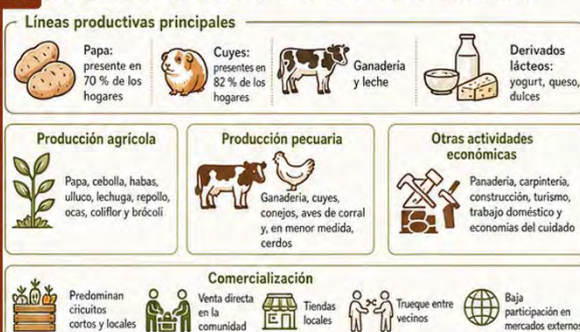 Líneas productivas principales
Papa:
presente en
70 % de los
hogares
Cuyes:
presentes en
82 % de los
hogares
Ganadería
y leche
Derivados
lácteos:
yogurt, queso,
dulces
Producción agrícola
Papa, cebolla, habas,
ulluco, lechuga, repollo,
ocas, coliflor y brócoli
Producción pecuaria
Ganadería, cuyes,
conejos, aves de corral
y, en menor medida,
cerdos
Otras actividades
económicas
Panadería, carpintería,
construcción, turismo,
trabajo doméstico y
economías del cuidado
Comercialización
Predominan
circuitos
cortos y locales
Venta directa
en la
comunidad
Tiendas
locales
Trueque entre
vecinos
Baja
participación en
mercados externo